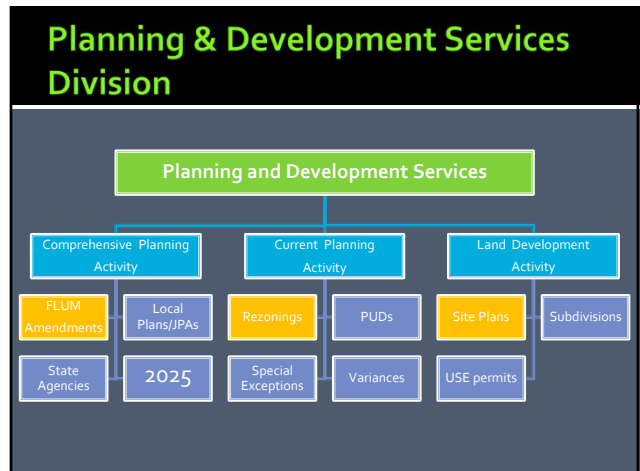 Planning & Development Services
Division
Planning and Development Services
Comprehensive Planning
Activity
Current Planning
Activity
Land Development
Activity
FLUM
Amendments
Local
Plans/JPAs
Rezonings
PUDs
Site Plans
Subdivisions
State
Agencies
2025
Special
Exceptions
Variances
USE permits